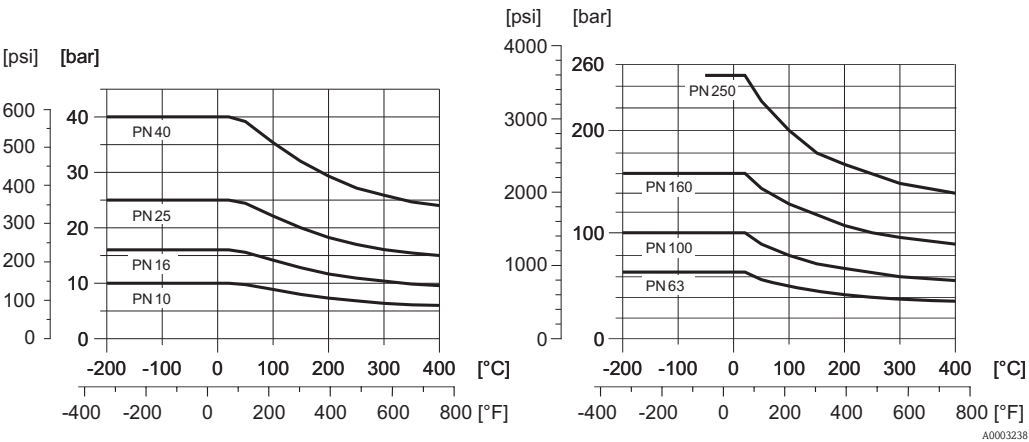 [psi] [bar]
600
500
400
300
200
100
0
40
30
20
10
0
PN 40
PN 25
PN 16
PN 10
-200 -100 0 100 200 300 400 [°C]
-400 -200 0 200 400 600 800 [°F]
[psi] [bar]
4000
3000
2000
1000
0
260
200
100
0
PN 250
PN 160
PN 100
PN 63
-200 -100 0 100 200 300 400 [°C]
-400 -200 0 200 400 600 800 [°F]
A0003238